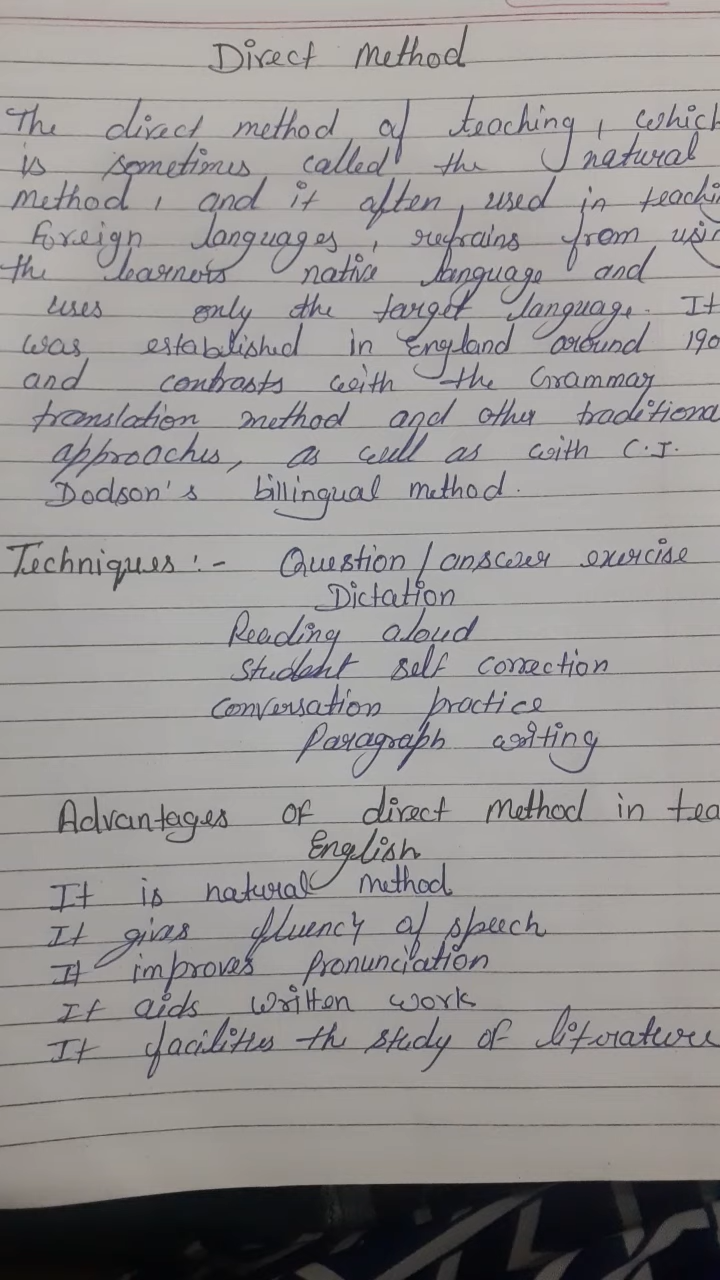 Direct Method
The direct method of teaching, which
is sometimes called the natural
method, and it often used in teachi
foreign languages, refrains from usin
the learners native language and
uses only the target language. It
was established in England around 190
and contrasts with the Grammar
translation method and other traditiona
approaches, as well as with C.J.
Dodson's billingual method.
Techniques :- Question / answer exercise
Dictation
Reading aloud
Student self correction
Conversation practice
Paragraph writing
Advantages of direct method in tea
English
It is natural method
It gives fluency of speech
It improves pronunciation
It aids written work
It facilities the study of literature